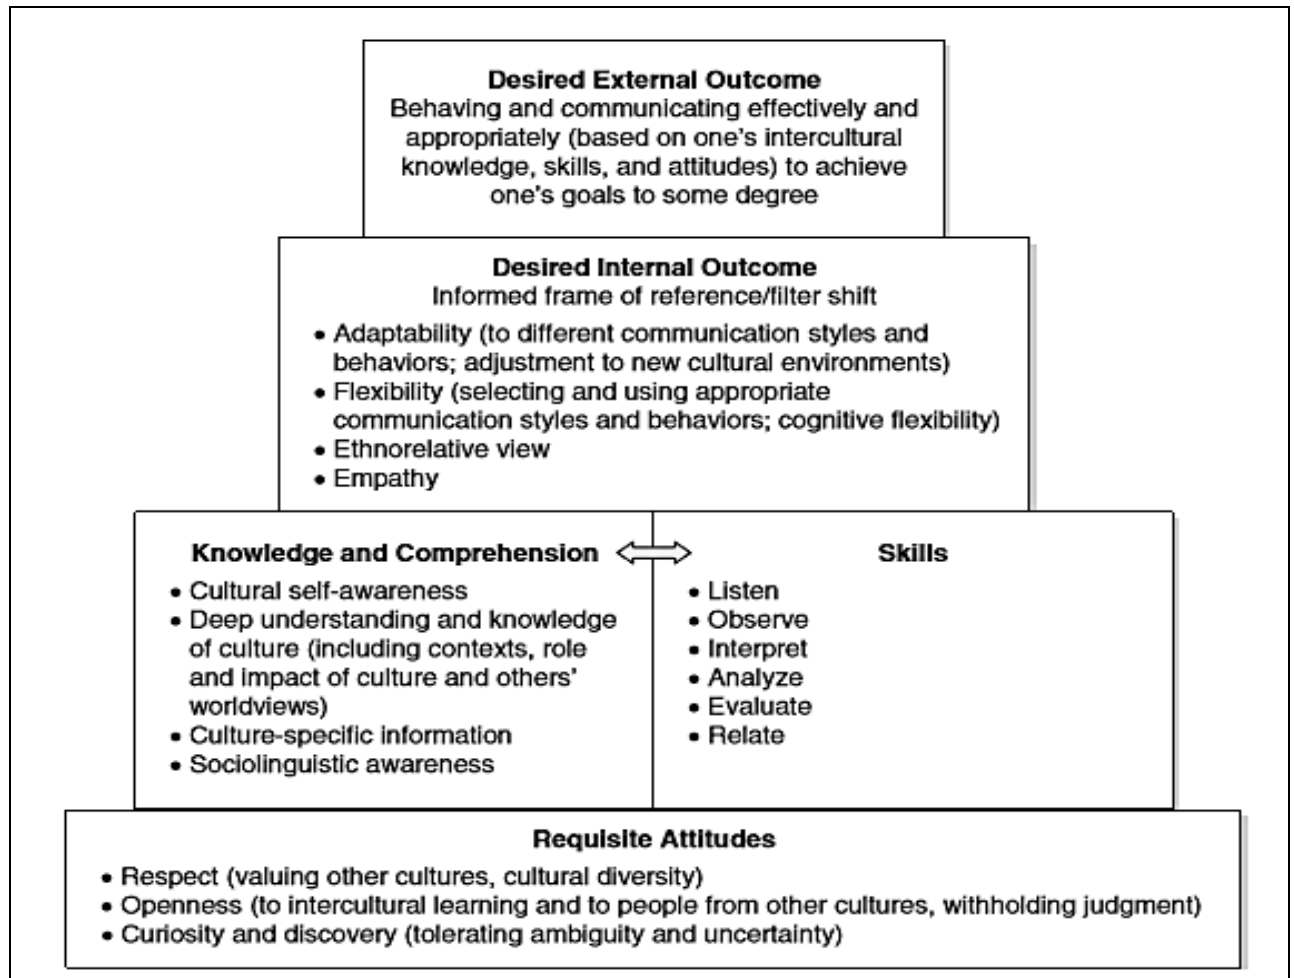 Desired External Outcome
Behaving and communicating effectively and
appropriately (based on one's intercultural
knowledge, skills, and attitudes) to achieve
one's goals to some degree
Desired Internal Outcome
Informed frame of reference/filter shift
• Adaptability (to different communication styles and
behaviors; adjustment to new cultural environments)
• Flexibility (selecting and using appropriate
communication styles and behaviors; cognitive flexibility)
• Ethnorelative view
• Empathy
Knowledge and Comprehension
• Cultural self-awareness
• Deep understanding and knowledge
of culture (including contexts, role
and impact of culture and others'
worldviews)
• Culture-specific information
• Sociolinguistic awareness
Skills
• Listen
• Observe
• Interpret
• Analyze
• Evaluate
• Relate
Requisite Attitudes
• Respect (valuing other cultures, cultural diversity)
• Openness (to intercultural learning and to people from other cultures, withholding judgment)
• Curiosity and discovery (tolerating ambiguity and uncertainty)